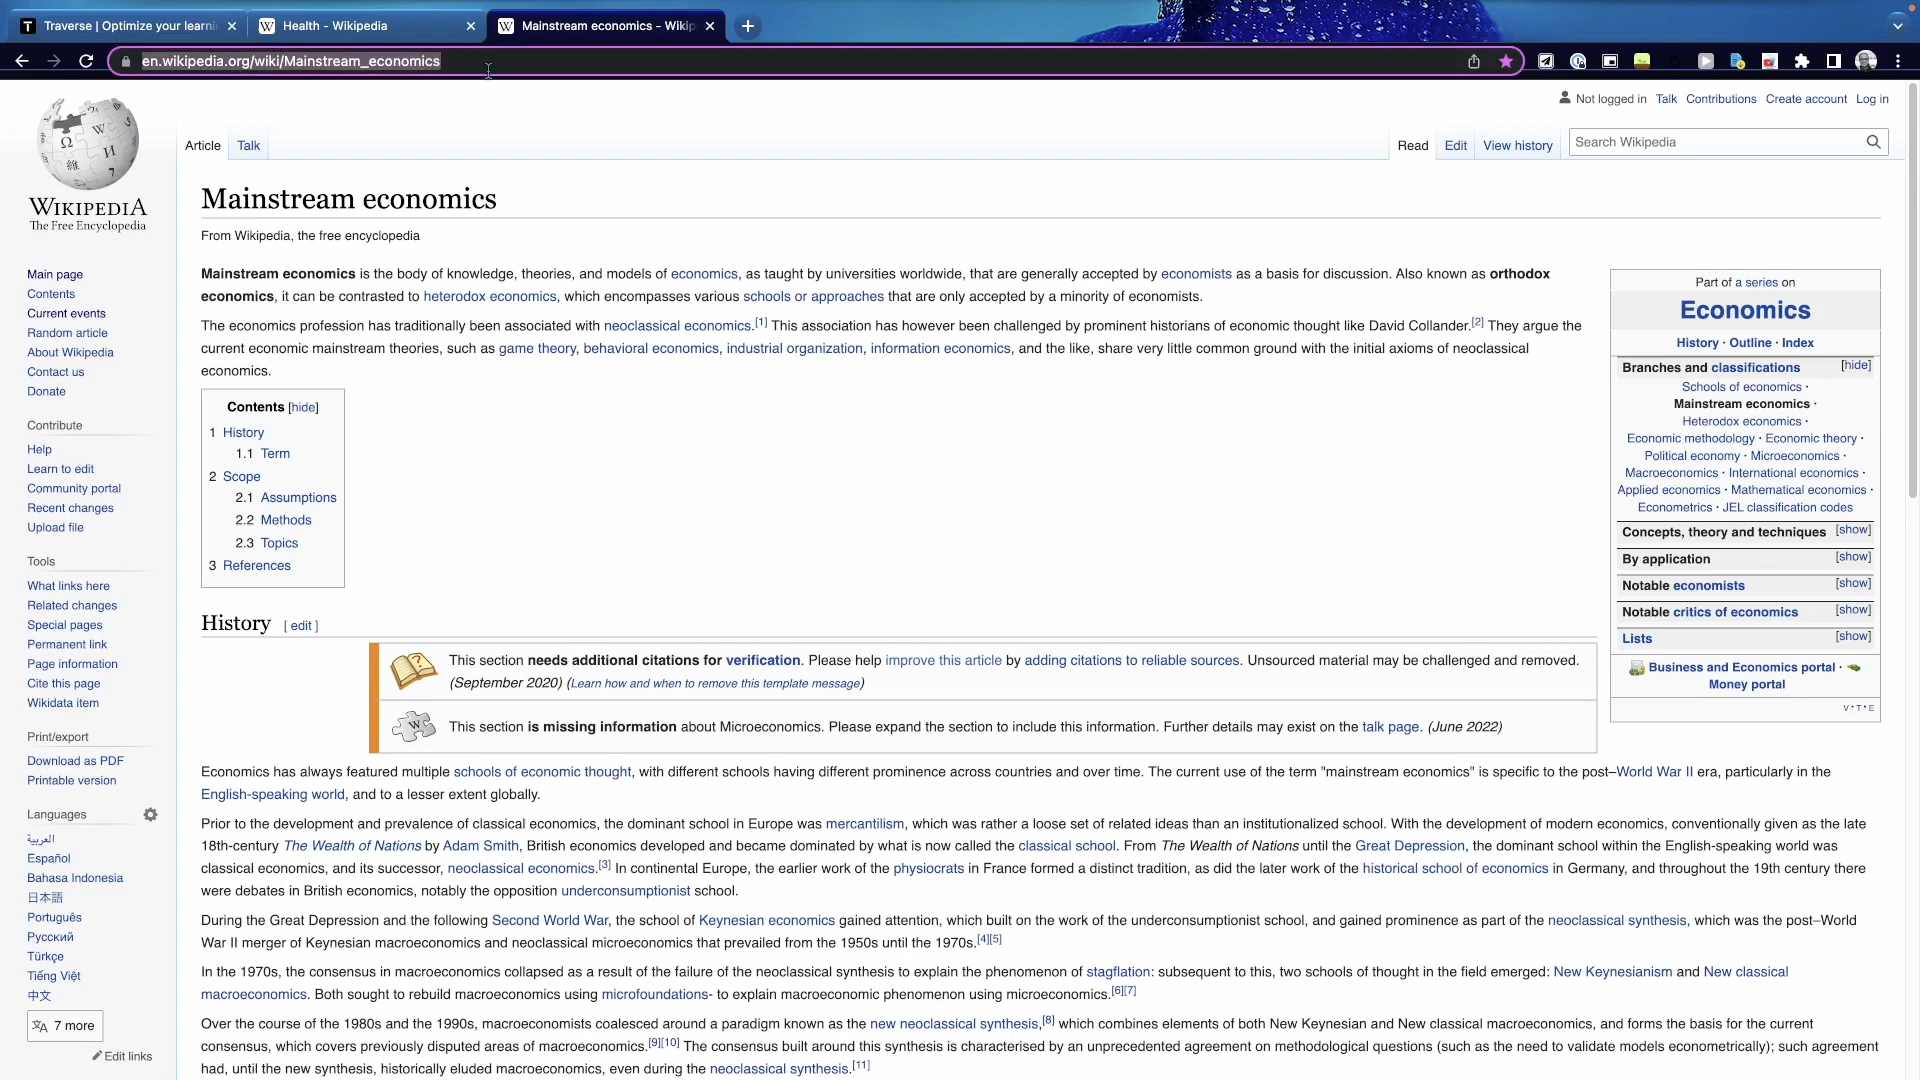 Traverse | Optimize your learni
Health - Wikipedia
Mainstream economics - Wikip
en.wikipedia.org/wiki/Mainstream_economics
Not logged in Talk Contributions Create account Log in
Article Talk
Read Edit View history
Search Wikipedia
WIKIPEDIA
The Free Encyclopedia
Main page
Contents
Current events
Random article
About Wikipedia
Contact us
Donate
Contribute
Help
Learn to edit
Community portal
Recent changes
Upload file
Tools
What links here
Related changes
Special pages
Permanent link
Page information
Cite this page
Wikidata item
Print/export
Download as PDF
Printable version
Languages
العربية
Español
Bahasa Indonesia
日本語
Português
Русский
Türkçe
Tiếng Việt
中文
7 more
Edit links
Mainstream economics
From Wikipedia, the free encyclopedia
Mainstream economics is the body of knowledge, theories, and models of economics, as taught by universities worldwide, that are generally accepted by economists as a basis for discussion. Also known as orthodox
economics, it can be contrasted to heterodox economics, which encompasses various schools or approaches that are only accepted by a minority of economists.
The economics profession has traditionally been associated with neoclassical economics.[1] This association has however been challenged by prominent historians of economic thought like David Collander.[2] They argue the
current economic mainstream theories, such as game theory, behavioral economics, industrial organization, information economics, and the like, share very little common ground with the initial axioms of neoclassical
economics.
Contents [hide]
1 History
1.1 Term
2 Scope
2.1 Assumptions
2.2 Methods
2.3 Topics
3 References
Part of a series on
Economics
History · Outline · Index
Branches and classifications [hide]
Schools of economics ·
Mainstream economics ·
Heterodox economics ·
Economic methodology · Economic theory ·
Political economy · Microeconomics ·
Macroeconomics · International economics ·
Applied economics · Mathematical economics ·
Econometrics · JEL classification codes
Concepts, theory and techniques [show]
By application [show]
Notable economists [show]
Notable critics of economics [show]
Lists [show]
Business and Economics portal ·
Money portal
V · T · E
History [ edit ]
This section needs additional citations for verification. Please help improve this article by adding citations to reliable sources. Unsourced material may be challenged and removed.
(September 2020) (Learn how and when to remove this template message)
This section is missing information about Microeconomics. Please expand the section to include this information. Further details may exist on the talk page. (June 2022)
Economics has always featured multiple schools of economic thought, with different schools having different prominence across countries and over time. The current use of the term "mainstream economics" is specific to the post–World War II era, particularly in the
English-speaking world, and to a lesser extent globally.
Prior to the development and prevalence of classical economics, the dominant school in Europe was mercantilism, which was rather a loose set of related ideas than an institutionalized school. With the development of modern economics, conventionally given as the late
18th-century The Wealth of Nations by Adam Smith, British economics developed and became dominated by what is now called the classical school. From The Wealth of Nations until the Great Depression, the dominant school within the English-speaking world was
classical economics, and its successor, neoclassical economics.[3] In continental Europe, the earlier work of the physiocrats in France formed a distinct tradition, as did the later work of the historical school of economics in Germany, and throughout the 19th century there
were debates in British economics, notably the opposition underconsumptionist school.
During the Great Depression and the following Second World War, the school of Keynesian economics gained attention, which built on the work of the underconsumptionist school, and gained prominence as part of the neoclassical synthesis, which was the post–World
War II merger of Keynesian macroeconomics and neoclassical microeconomics that prevailed from the 1950s until the 1970s.[4][5]
In the 1970s, the consensus in macroeconomics collapsed as a result of the failure of the neoclassical synthesis to explain the phenomenon of stagflation: subsequent to this, two schools of thought in the field emerged: New Keynesianism and New classical
macroeconomics. Both sought to rebuild macroeconomics using microfoundations- to explain macroeconomic phenomenon using microeconomics.[6][7]
Over the course of the 1980s and the 1990s, macroeconomists coalesced around a paradigm known as the new neoclassical synthesis,[8] which combines elements of both New Keynesian and New classical macroeconomics, and forms the basis for the current
consensus, which covers previously disputed areas of macroeconomics.[9][10] The consensus built around this synthesis is characterised by an unprecedented agreement on methodological questions (such as the need to validate models econometrically); such agreement
had, until the new synthesis, historically eluded macroeconomics, even during the neoclassical synthesis.[11]